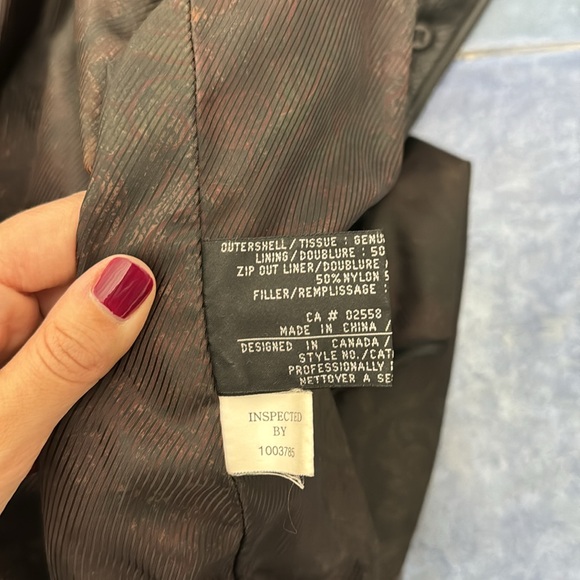 OUTERSHELL/TISSUE : GENU
LINING/DOUBLURE : 50
ZIP OUT LINER/DOUBLURE
50%NYLON 5
FILLER/REMPLISSAGE :
CA # 02558
MADE IN CHINA /
DESIGNED IN CANADA/
STYLE NO./CAT
PROFESSIONALLY
NETTOYER A SE
INSPECTED
BY
1003785